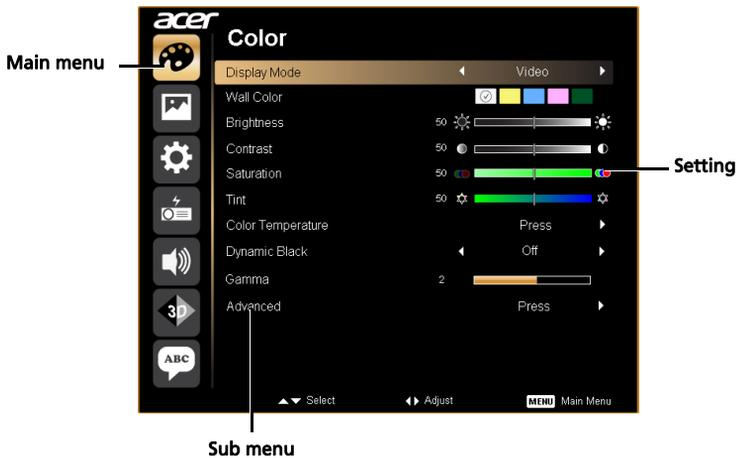 acer
Color
Main menu
Display Mode Video
Wall Color
Brightness 50
Contrast 50
Saturation 50
Setting
Tint 50
Color Temperature Press
Dynamic Black Off
Gamma 2
3D
Advanced Press
ABC
Select Adjust MENU Main Menu
Sub menu